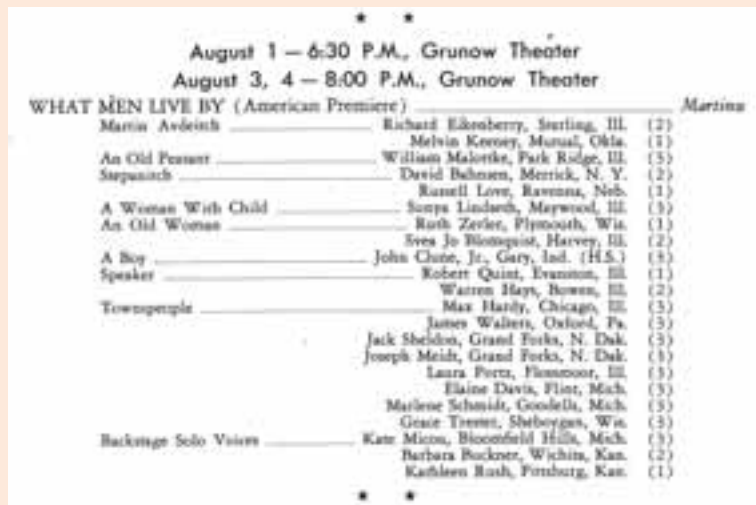 * *
August 1 — 6:30 P.M., Grunow Theater
August 3, 4 — 8:00 P.M., Grunow Theater
WHAT MEN LIVE BY (American Premiere) Martinu
Martin Avdeitch Richard Eikenberry, Sterling, Ill. (2)
Melvin Keeney, Mutual, Okla. (1)
An Old Peasant William Malottke, Park Ridge, Ill. (3)
Stepanitch David Bahnsen, Merrick, N. Y. (2)
Russell Love, Ravenna, Neb. (1)
A Woman With Child Sonya Lindseth, Maywood, Ill. (3)
An Old Woman Ruth Zerler, Plymouth, Wis. (1)
Svea Jo Blomquist, Harvey, Ill. (2)
A Boy John Clune, Jr., Gary, Ind. (H.S.) (3)
Speaker Robert Quint, Evanston, Ill. (1)
Warren Hays, Bowen, Ill. (2)
Townspeople Max Hardy, Chicago, Ill. (3)
James Walters, Oxford, Pa. (3)
Jack Sheldon, Grand Forks, N. Dak. (3)
Joseph Meidt, Grand Forks, N. Dak. (3)
Laura Portz, Flossmoor, Ill. (3)
Elaine Davis, Flint, Mich. (3)
Marlene Schmidt, Goodells, Mich. (3)
Grace Trester, Sheboygan, Wis. (3)
Backstage Solo Voices Kate Micou, Bloomfield Hills, Mich. (3)
Barbara Buckner, Wichita, Kan. (2)
Kathleen Rush, Pittsburg, Kan. (1)
* *